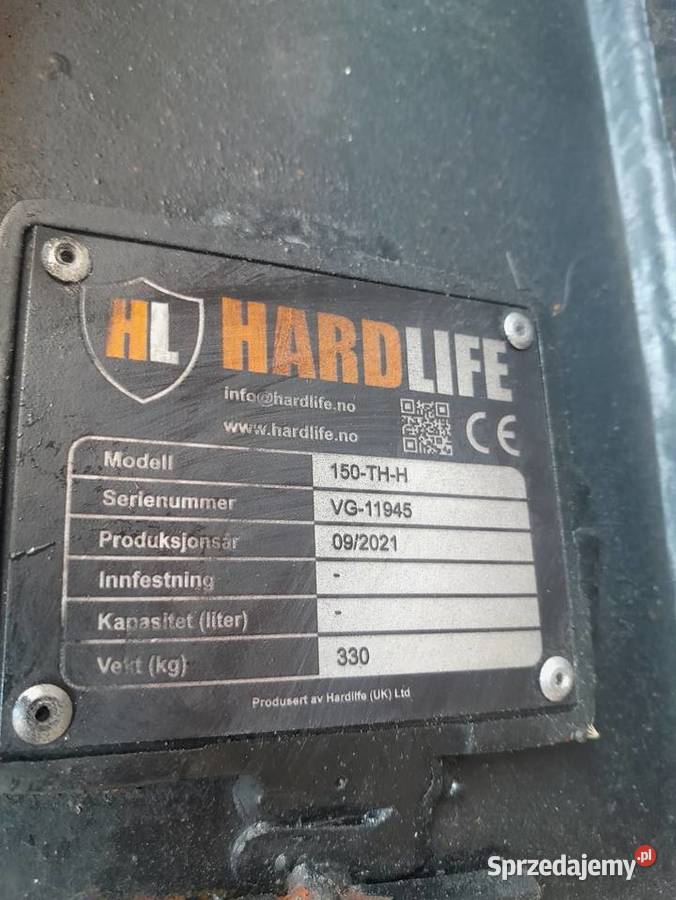 HL HARDLIFE
info@hardlife.no
www.hardlife.no
CE
Modell 150-TH-H
Serienummer VG-11945
Produksjonsår 09/2021
Innfestning -
Kapasitet (liter) -
Vekt (kg) 330
Produsert av Hardlife (UK) Ltd
Sprzedajemy.pl